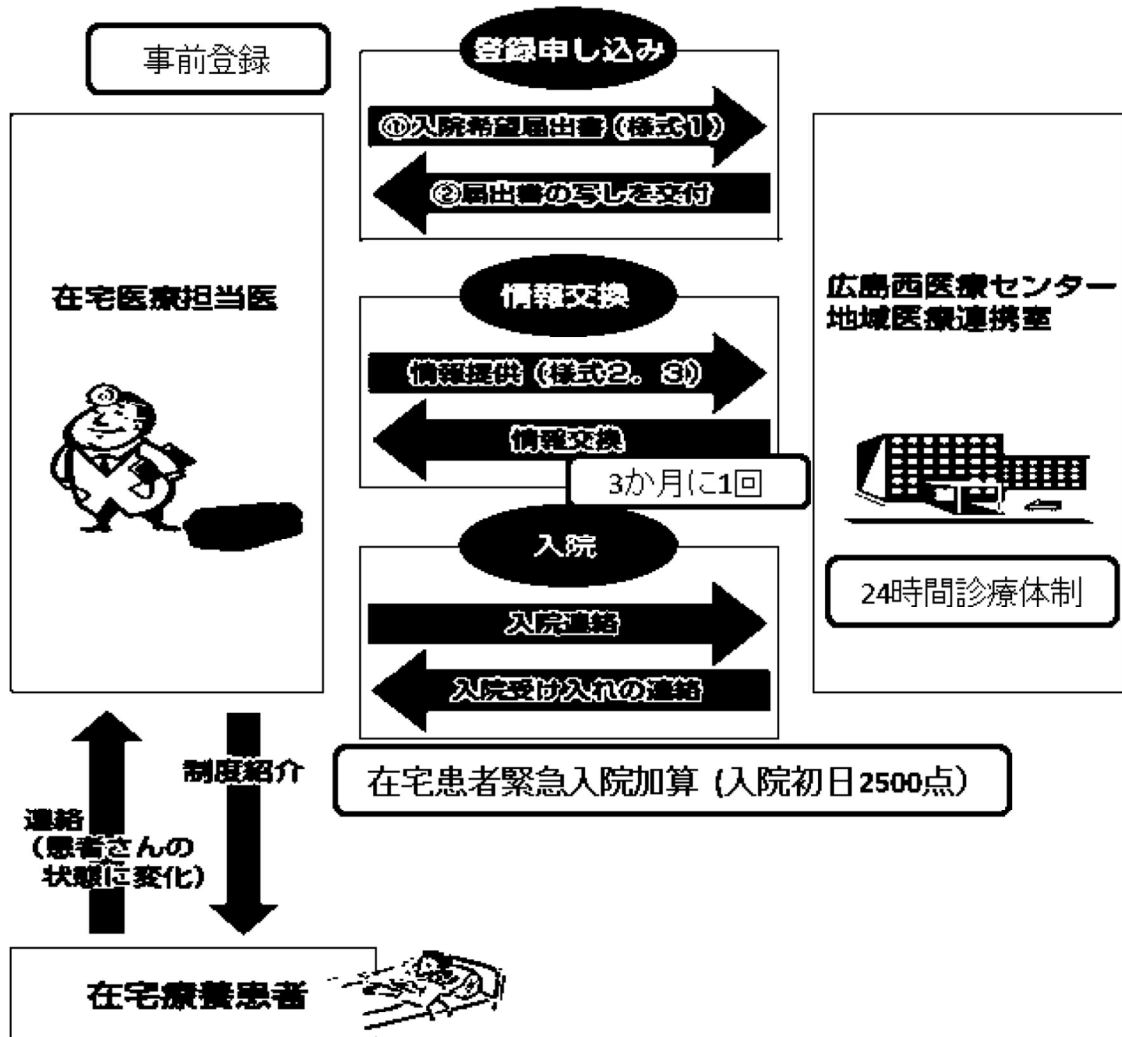 事前登録
登録申し込み
①入院希望届出書（様式１）
②届出書の写しを交付
在宅医療担当医
情報交換
情報提供（様式２。３）
情報交換
3か月に1回
広島西医療センター
地域医療連携室
24時間診療体制
入院
入院連絡
入院受け入れの連絡
在宅患者緊急入院加算（入院初日2500点）
制度紹介
連絡
（患者さんの
状態に変化）
在宅療養患者